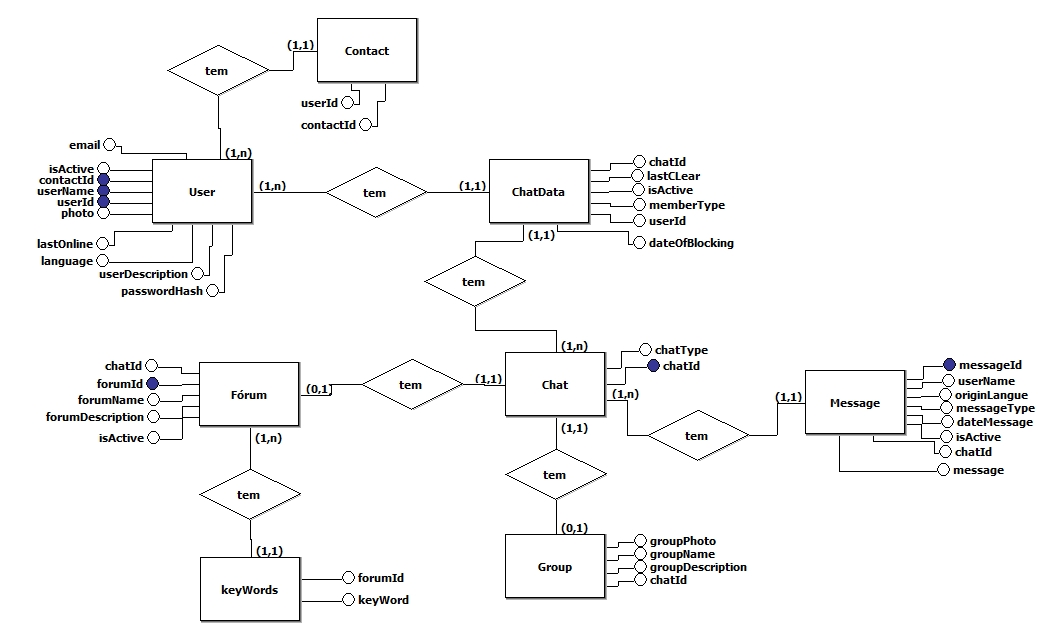 (1,1)
Contact
tem
userId
contactId
email
(1,n)
isActive
contactId
userName
userId
photo
User
(1,n)
tem
(1,1)
ChatData
chatId
lastCLear
isActive
memberType
userId
dateOfBlocking
lastOnline
language
userDescription
passwordHash
(1,1)
tem
(1,n)
chatType
chatId
Chat
(1,n)
chatId
forumId
forumName
forumDescription
isActive
Fórum
(0,1)
tem
(1,1)
(1,1)
Message
messageId
userName
originLangue
messageType
dateMessage
isActive
chatId
message
tem
(1,n)
tem
(1,1)
keyWords
forumId
keyWord
(1,1)
tem
(0,1)
Group
groupPhoto
groupName
groupDescription
chatId